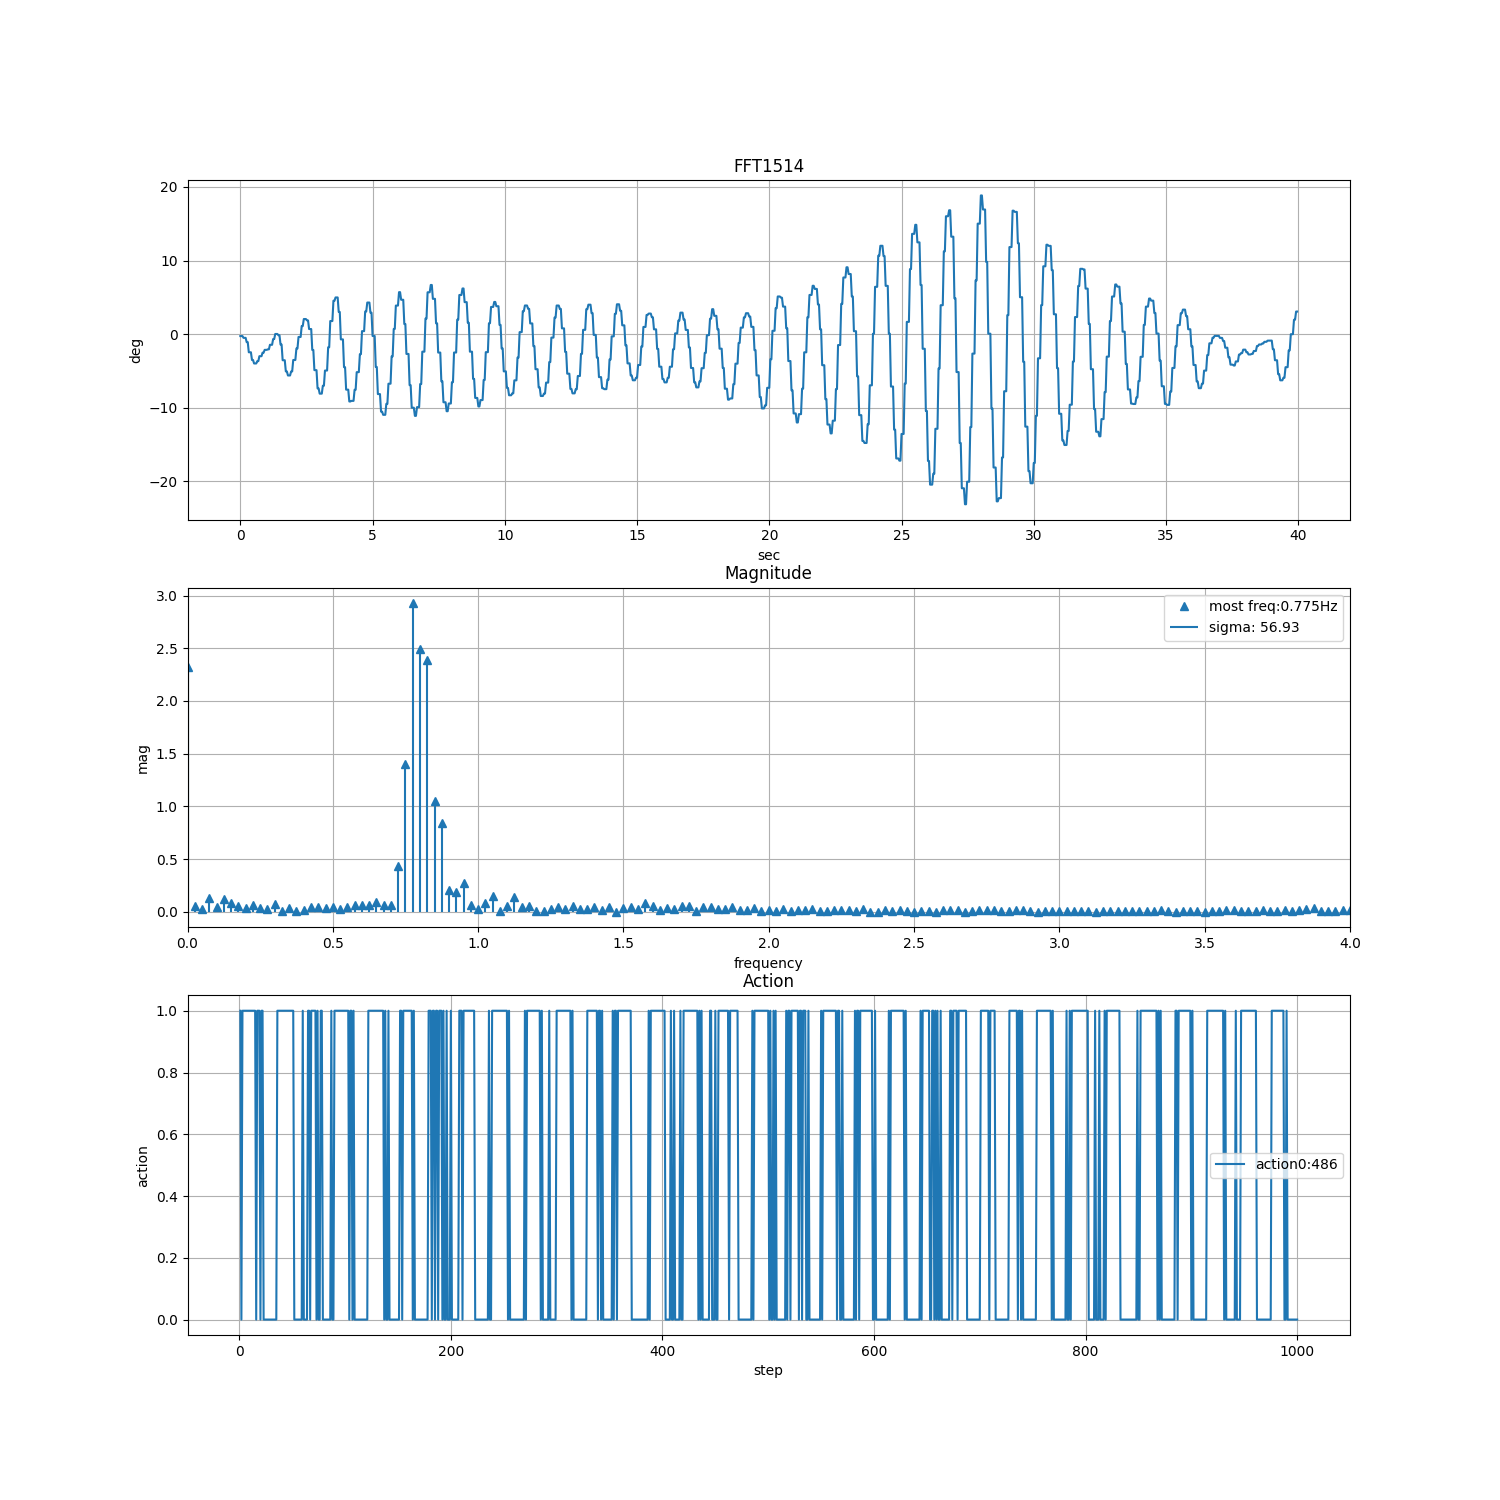 FFT1514
20
10
0
−10
−20
deg
0 5 10 15 20 25 30 35 40
sec
Magnitude
3.0
2.5
2.0
1.5
1.0
0.5
0.0
mag
most freq:0.775Hz
sigma: 56.93
0.0 0.5 1.0 1.5 2.0 2.5 3.0 3.5 4.0
frequency
Action
1.0
0.8
0.6
0.4
0.2
0.0
action
action0:486
0 200 400 600 800 1000
step